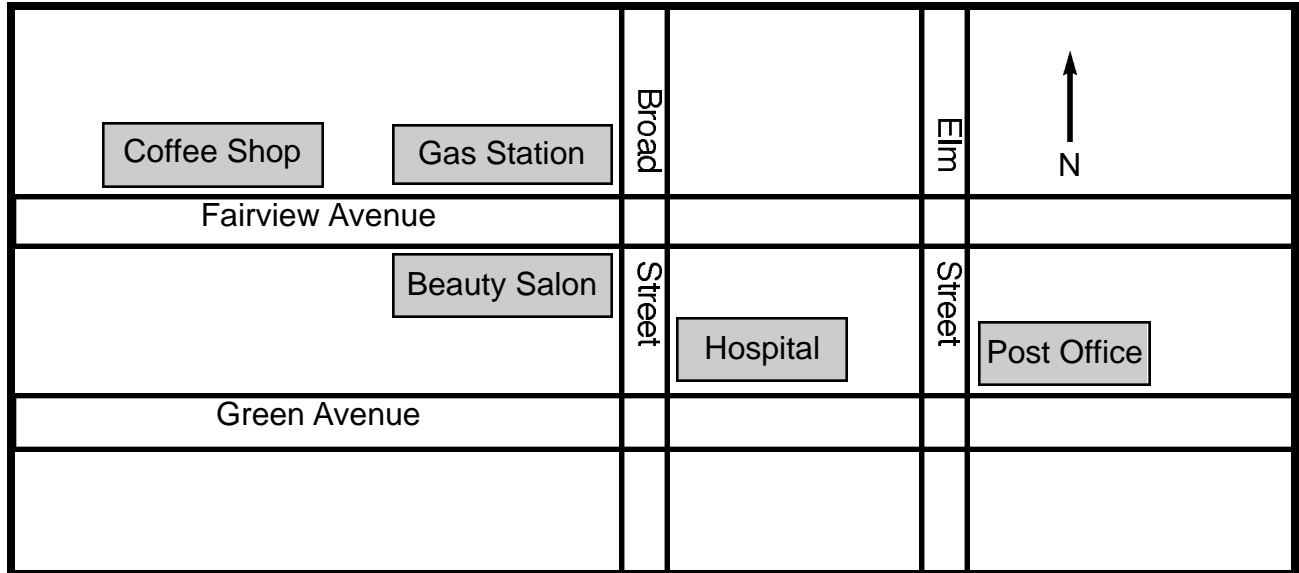 Broad
Elm
N
Coffee Shop
Gas Station
Fairview Avenue
Beauty Salon
Street
Street
Hospital
Post Office
Green Avenue